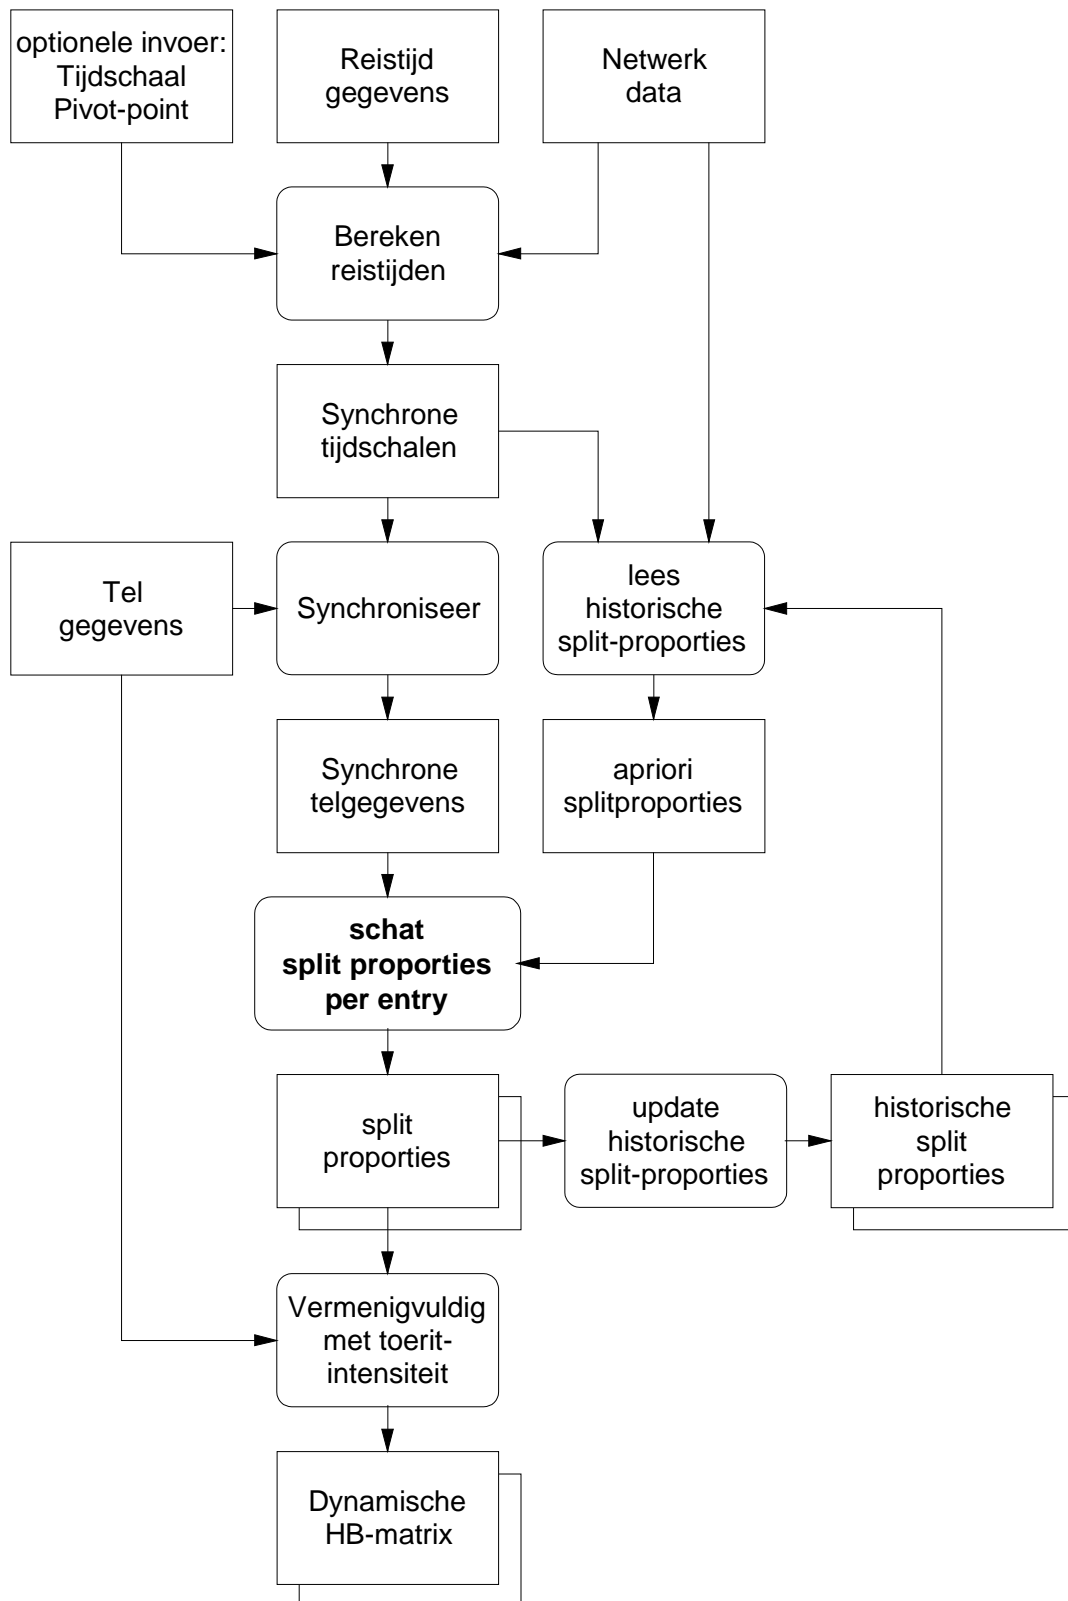 optionele invoer:
Tijdschaal
Pivot-point
Reistijd
gegevens
Netwerk
data
Bereken
reistijden
Synchrone
tijdschalen
Tel
gegevens
Synchroniseer
lees
historische
split-proporties
Synchrone
telgegevens
apriori
splitproporties
schat
split proporties
per entry
split
proporties
update
historische
split-proporties
historische
split
proporties
Vermenigvuldig
met toerit-
intensiteit
Dynamische
HB-matrix